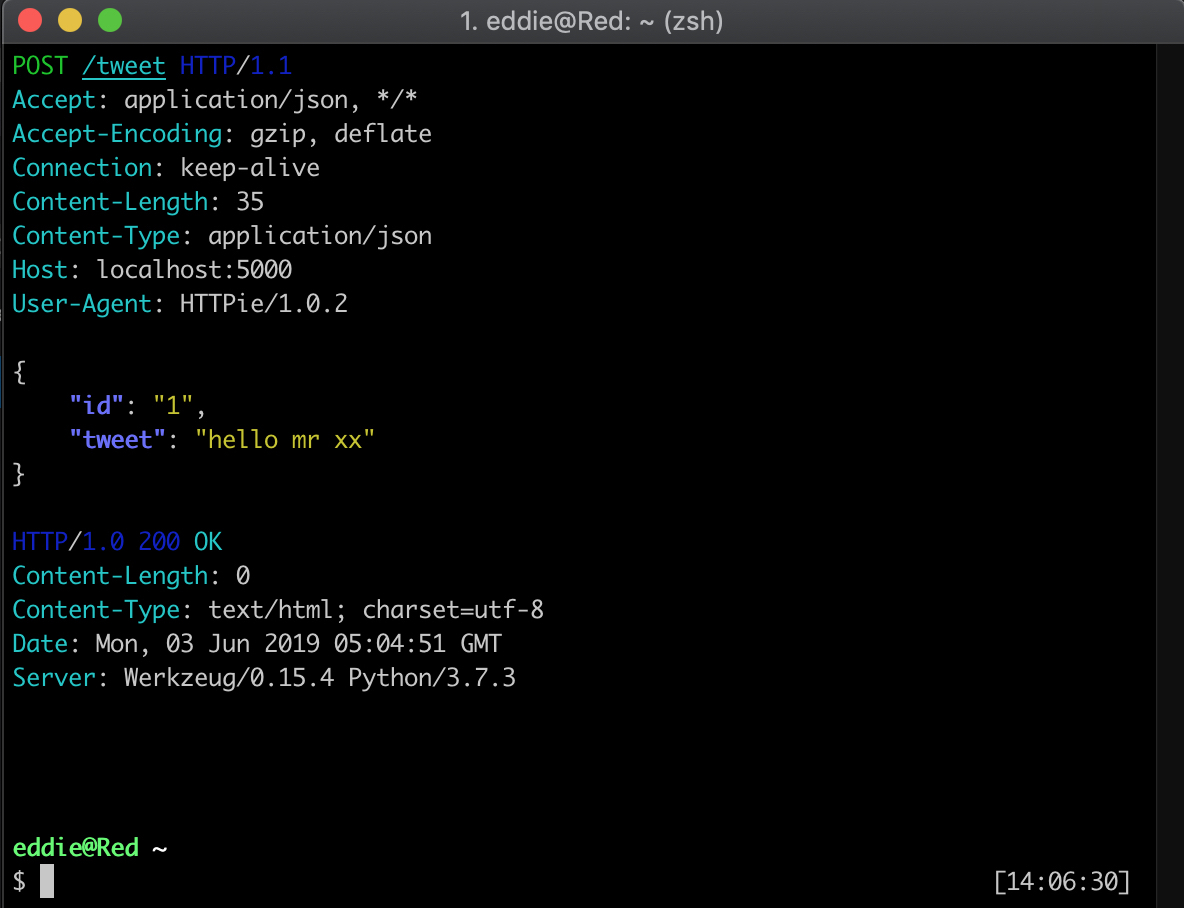 1. eddie@Red: ~ (zsh)
POST /tweet HTTP/1.1
Accept: application/json, */*
Accept-Encoding: gzip, deflate
Connection: keep-alive
Content-Length: 35
Content-Type: application/json
Host: localhost:5000
User-Agent: HTTPie/1.0.2
{
    "id": "1",
    "tweet": "hello mr xx"
}
HTTP/1.0 200 OK
Content-Length: 0
Content-Type: text/html; charset=utf-8
Date: Mon, 03 Jun 2019 05:04:51 GMT
Server: Werkzeug/0.15.4 Python/3.7.3
eddie@Red ~
$ [14:06:30]